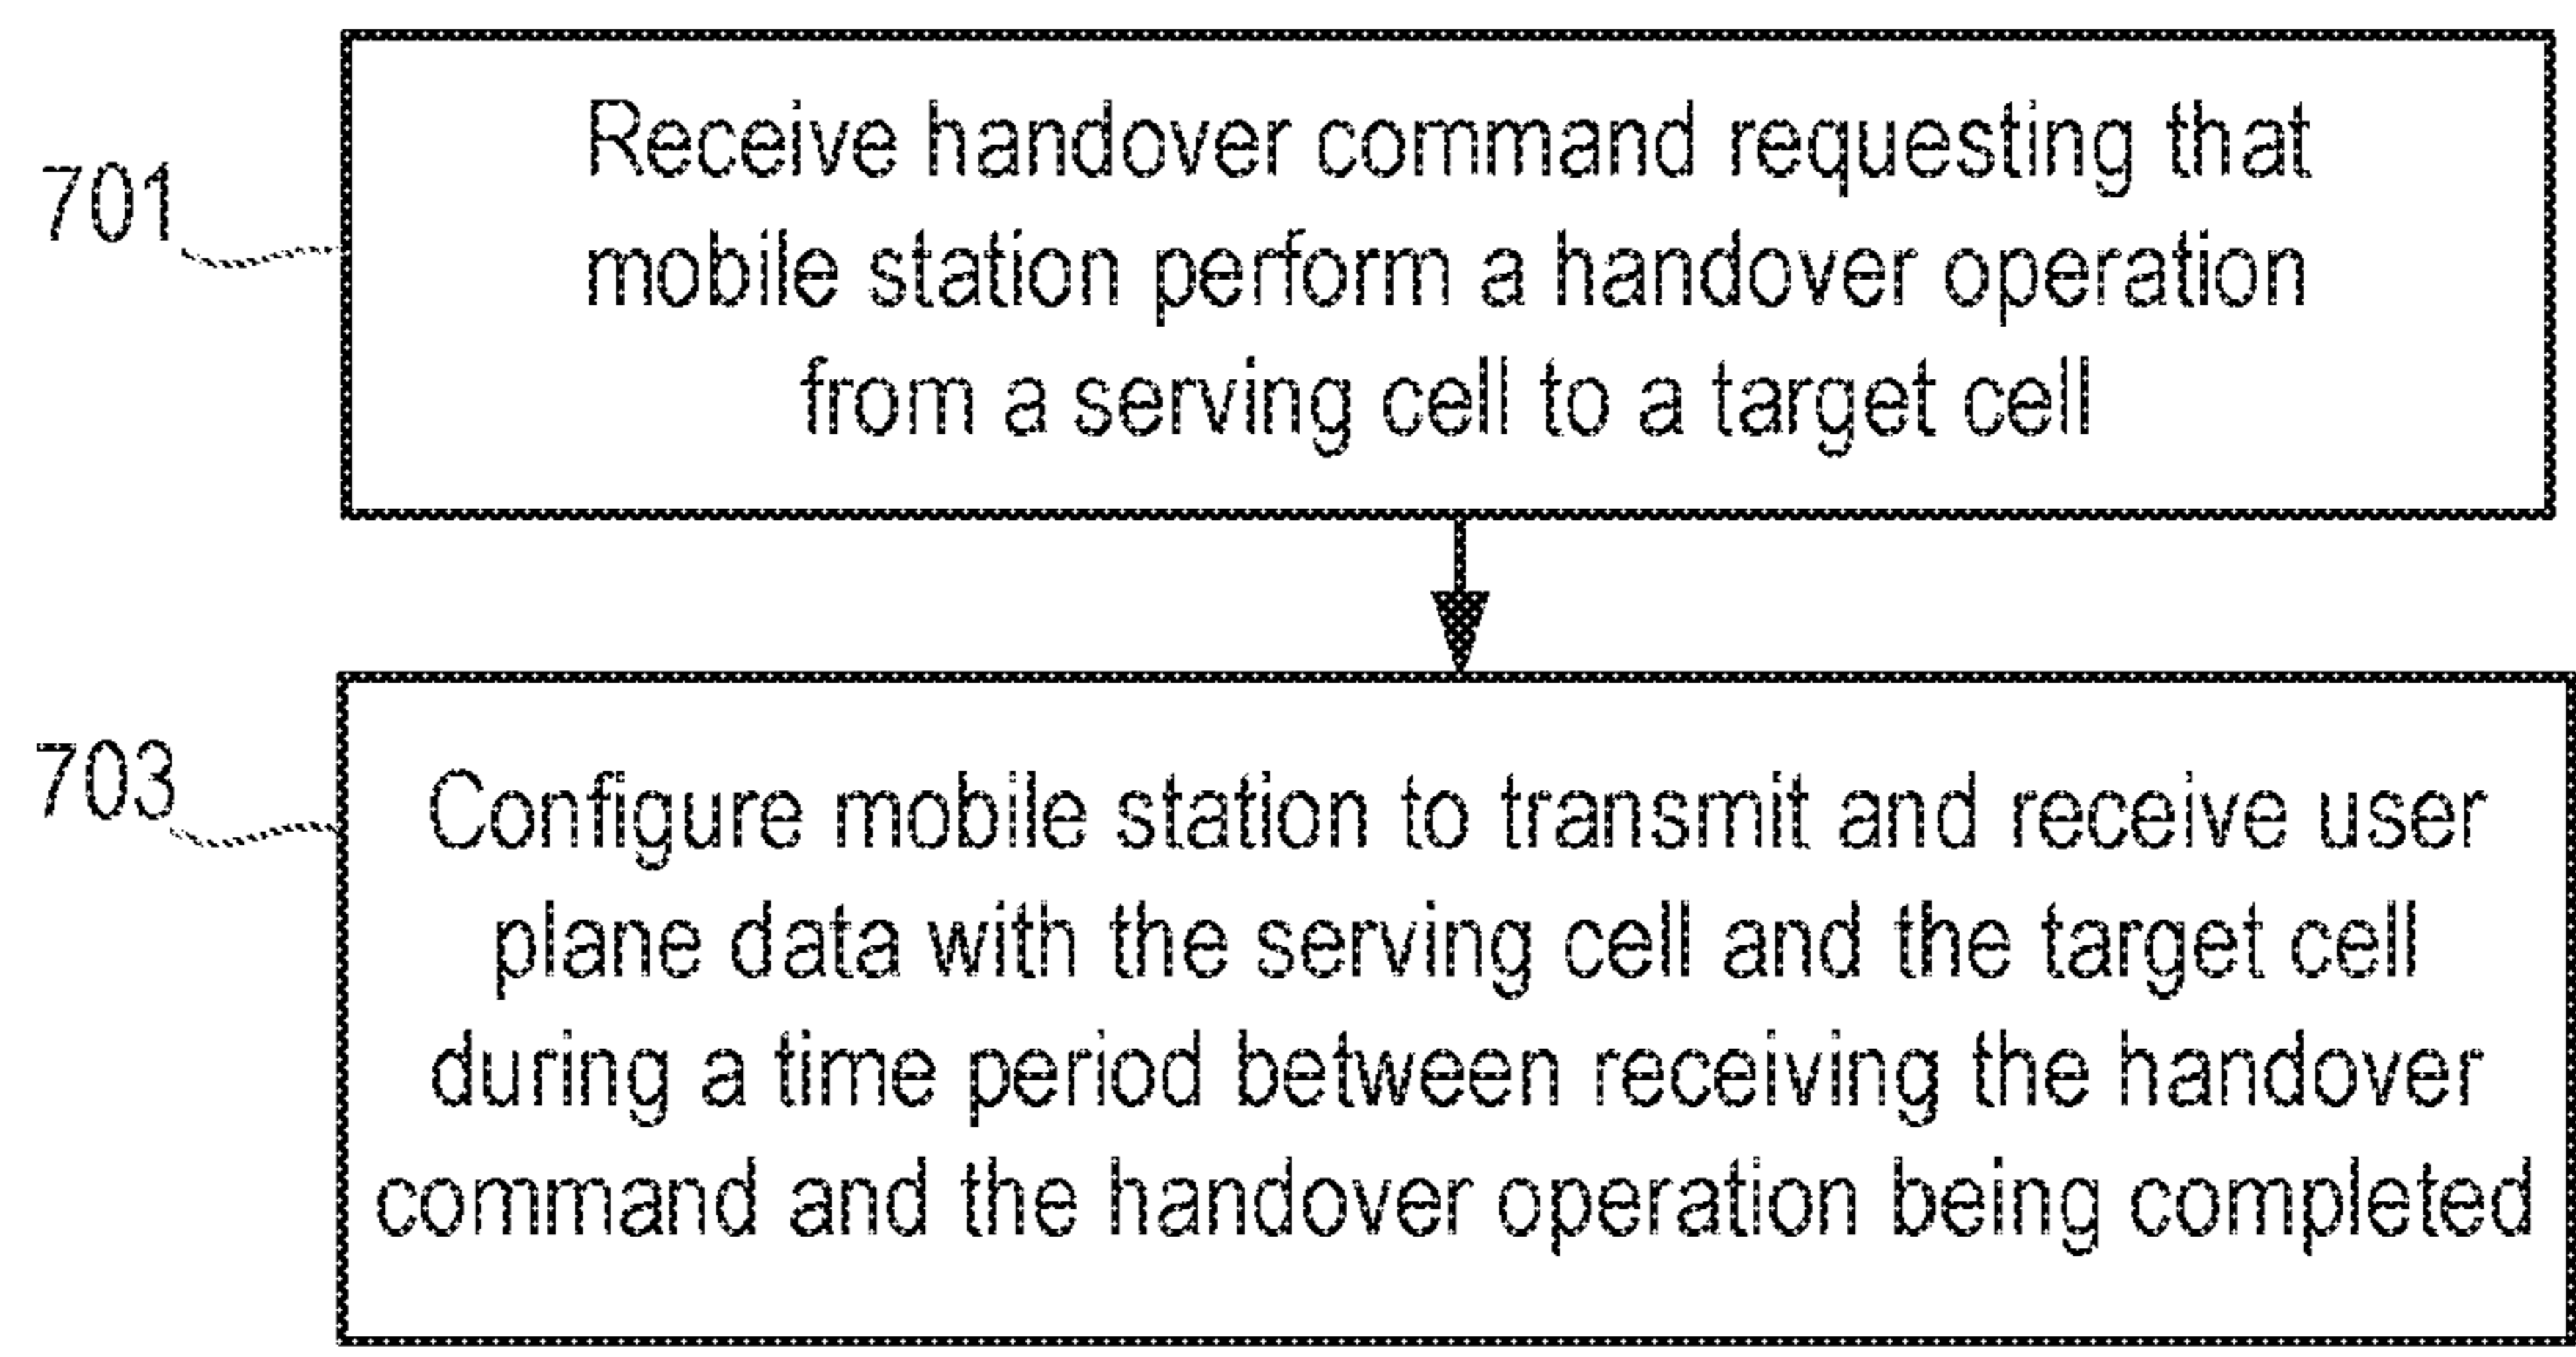 701
Receive handover command requesting that
mobile station perform a handover operation
from a serving cell to a target cell
703
Configure mobile station to transmit and receive user
plane data with the serving cell and the target cell
during a time period between receiving the handover
command and the handover operation being completed